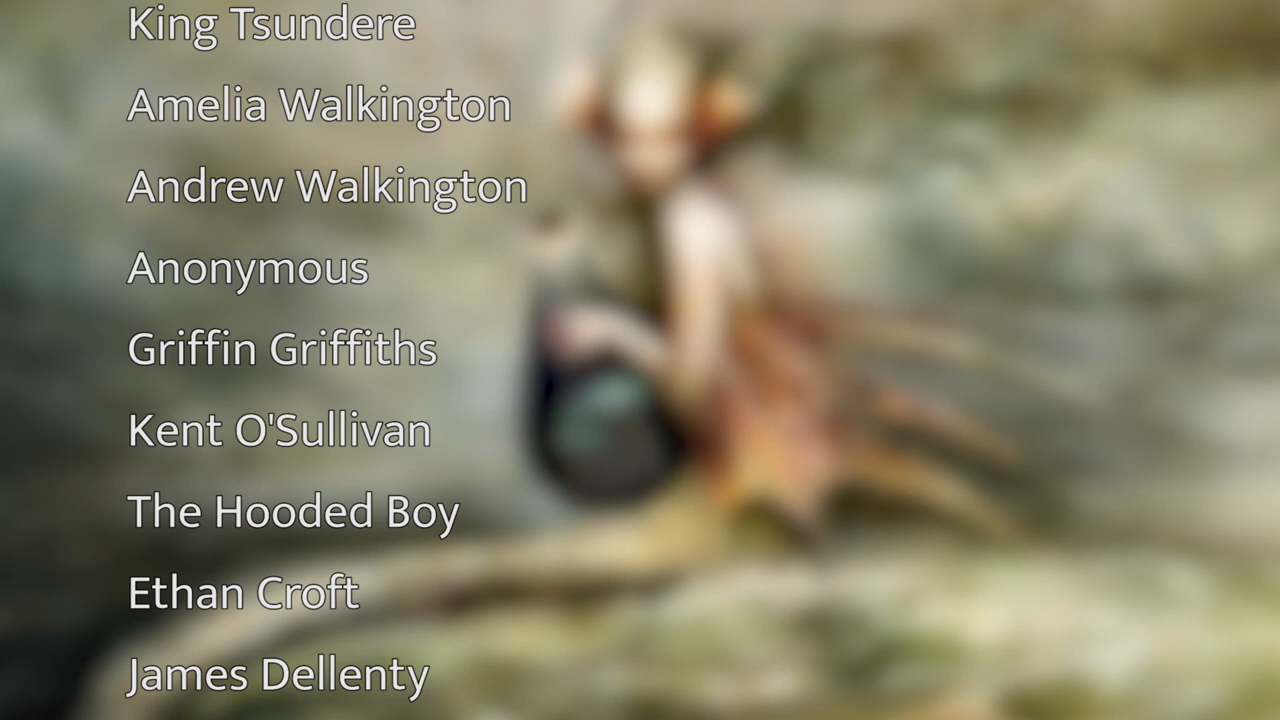 King Tsundere
Amelia Walkington
Andrew Walkington
Anonymous
Griffin Griffiths
Kent O'Sullivan
The Hooded Boy
Ethan Croft
James Dellenty